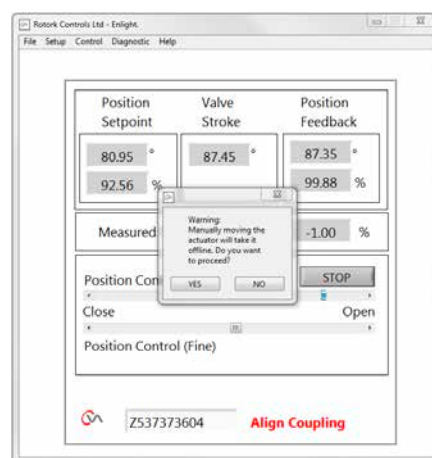 Rotork Controls Ltd - Enlight.
File Setup Control Diagnostic Help
Position Setpoint
Valve Stroke
Position Feedback
80.95 °
87.45 °
87.35 °
92.56 %
99.88 %
Warning:
Manually moving the
actuator will take it
offline. Do you want
to proceed?
YES NO
Measured
-1.00 %
Position Con
STOP
Close Open
Position Control (Fine)
Z537373604 Align Coupling